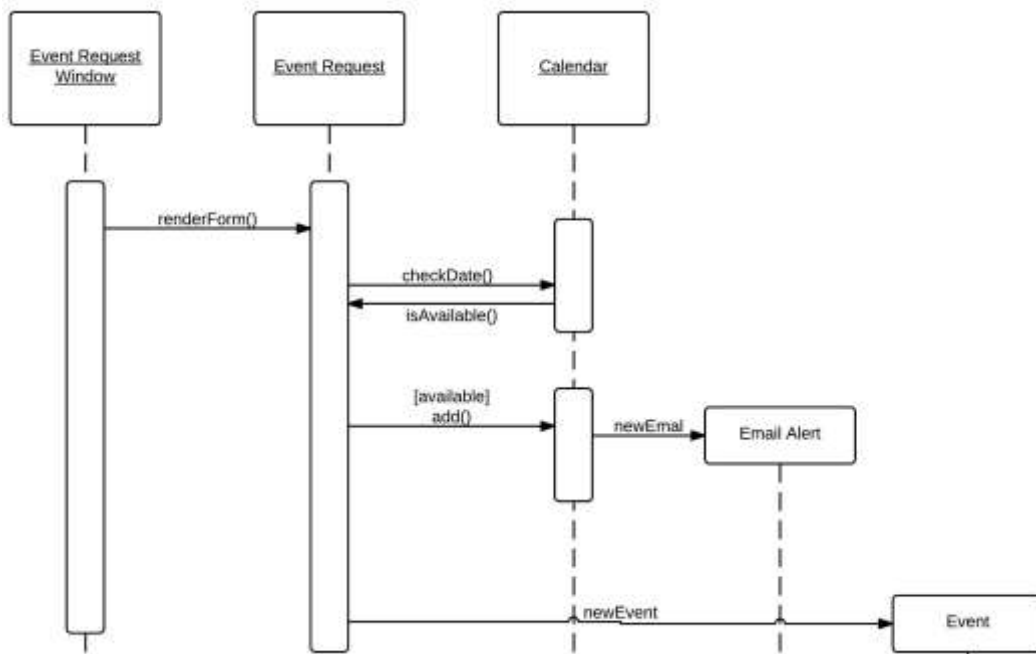 Event Request
Window
Event Request
Calendar
renderForm()
checkDate()
isAvailable()
[available]
add()
newEmal
Email Alert
newEvent
Event